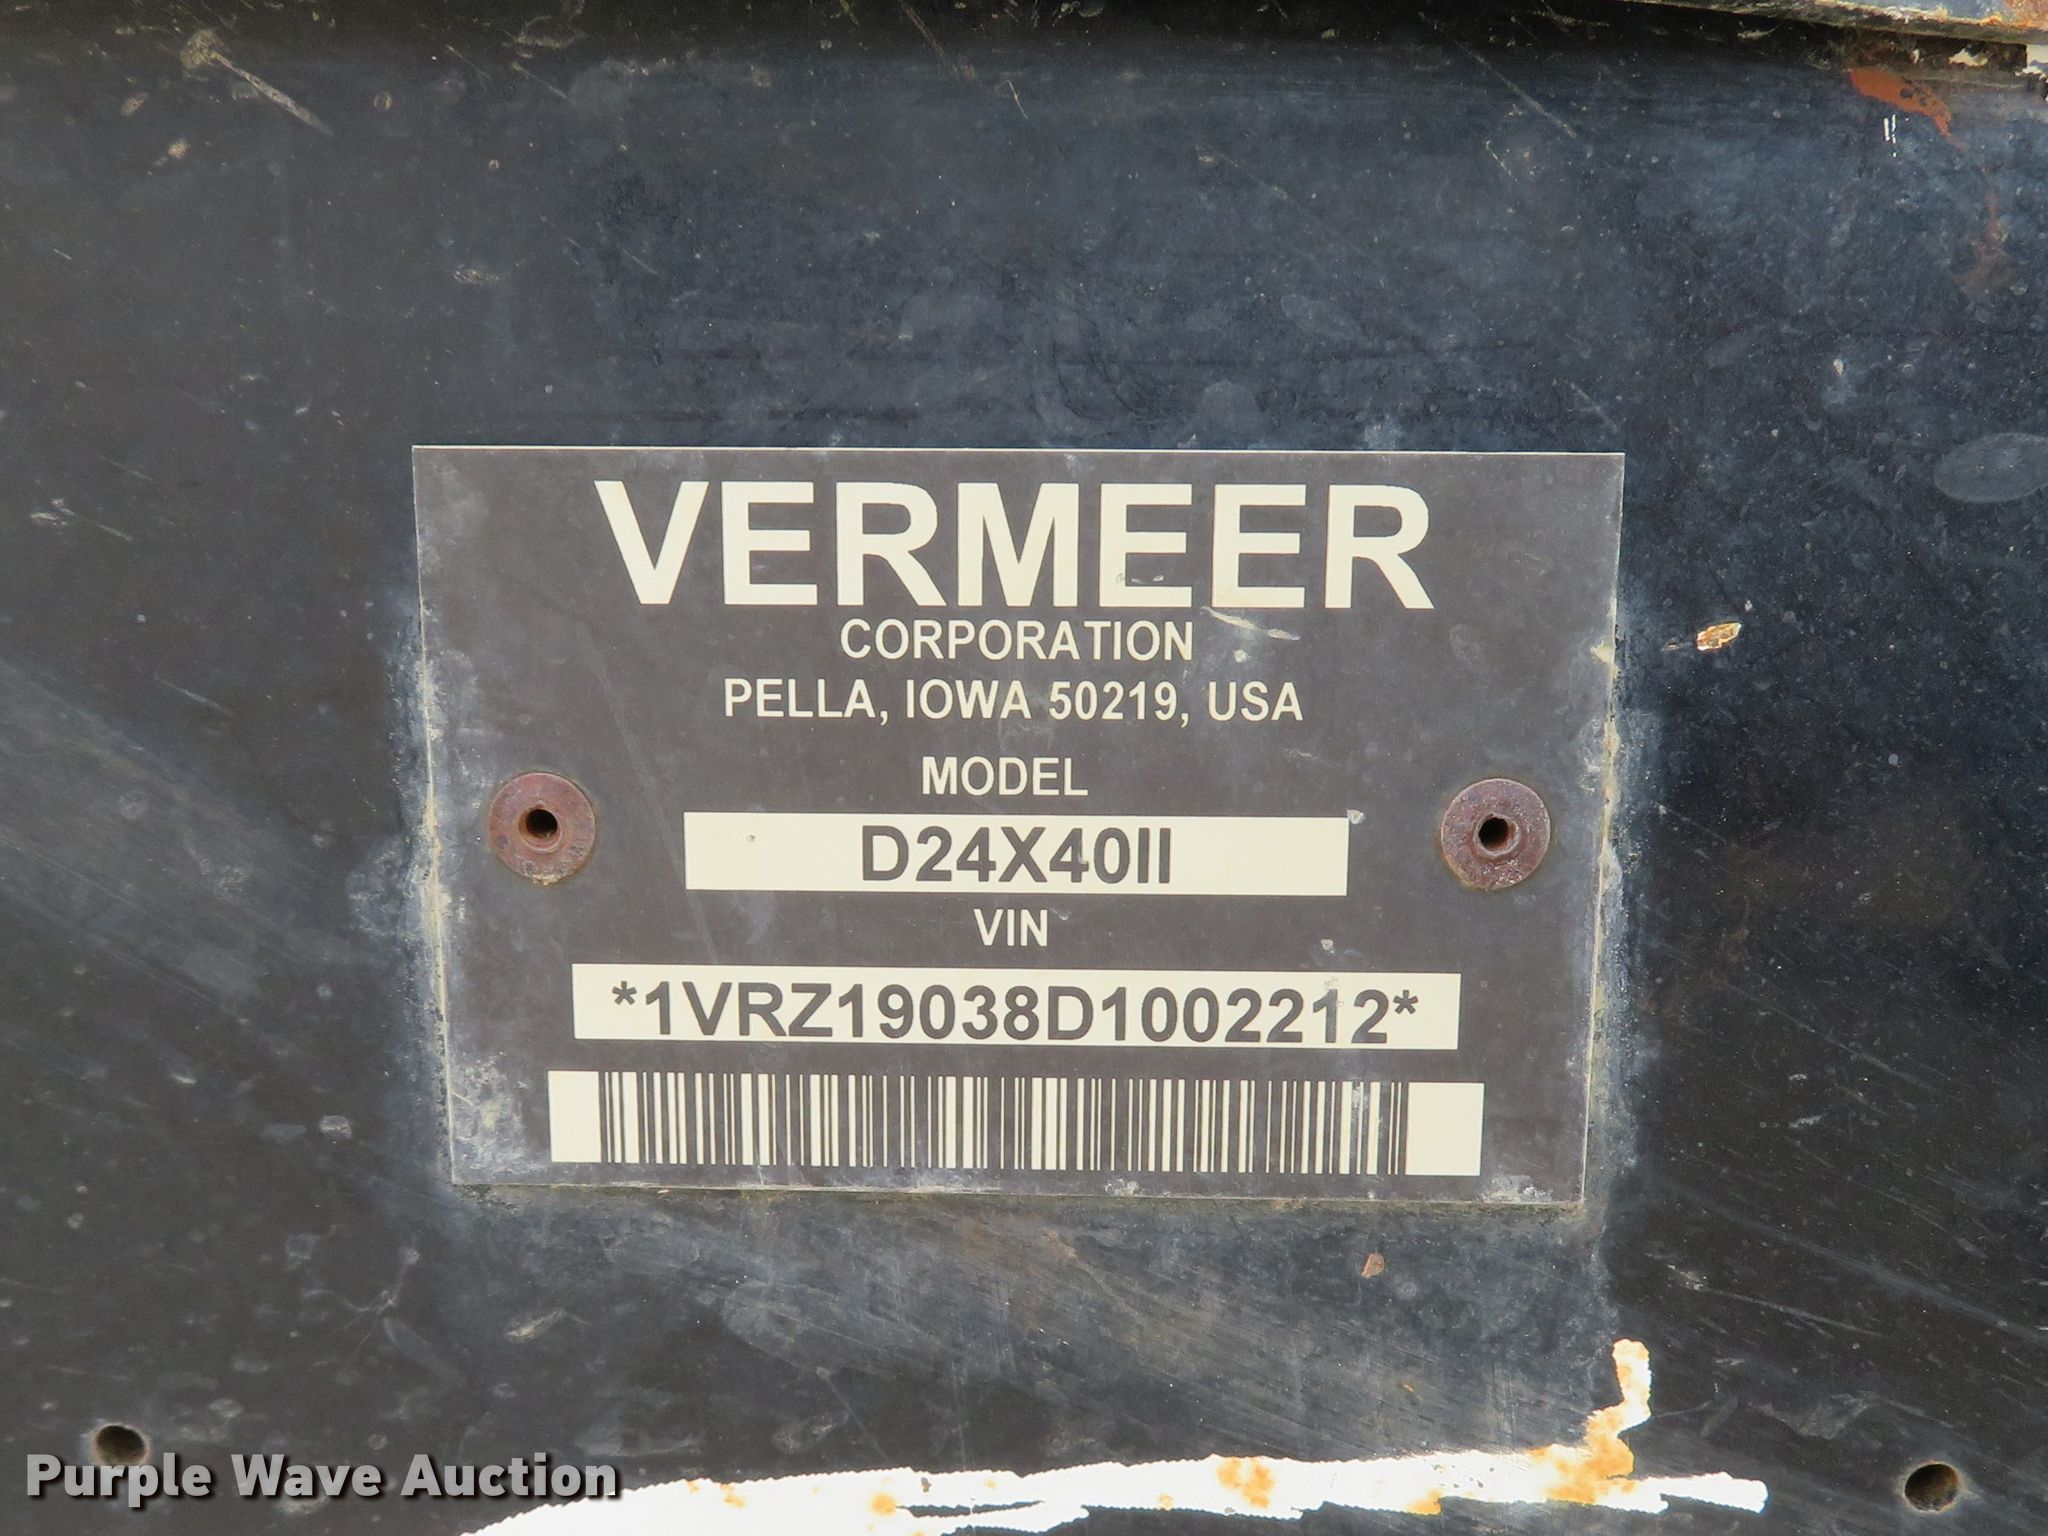 VERMEER
CORPORATION
PELLA, IOWA 50219, USA
MODEL
D24X40II
VIN
*1VRZ19038D1002212*
Purple Wave Auction